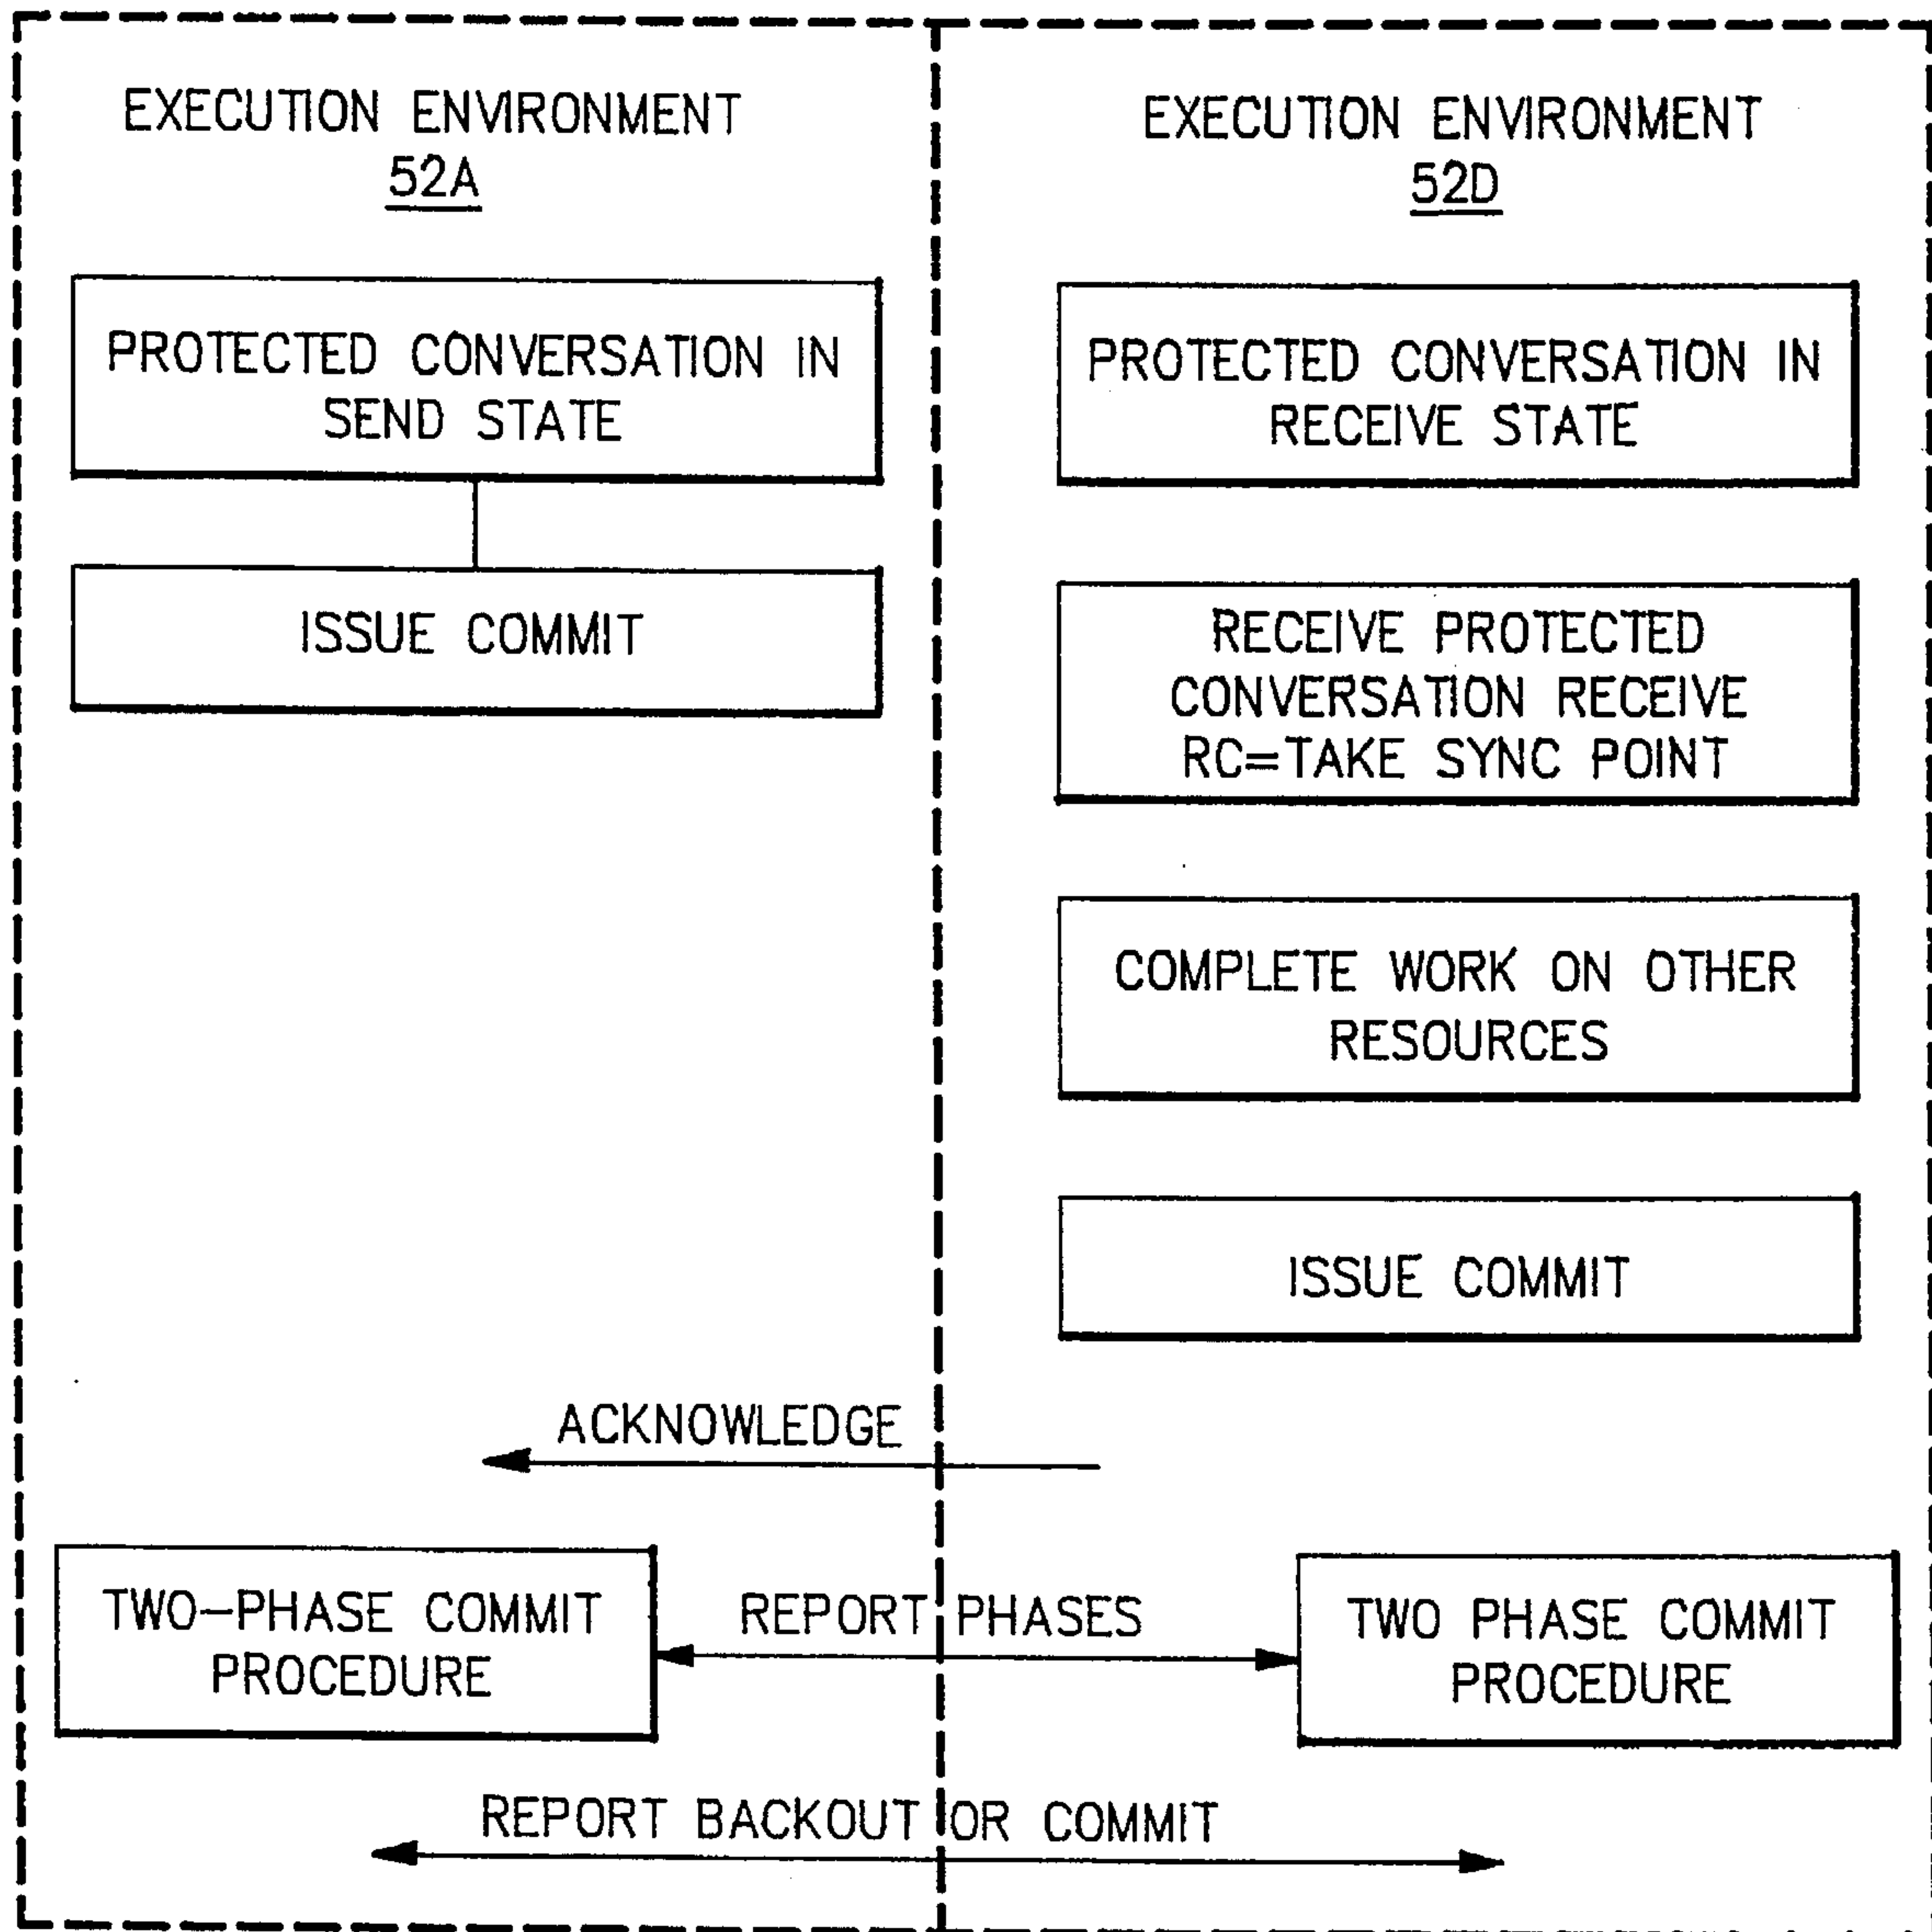 EXECUTION ENVIRONMENT
52A
PROTECTED CONVERSATION IN
SEND STATE
ISSUE COMMIT
EXECUTION ENVIRONMENT
52D
PROTECTED CONVERSATION IN
RECEIVE STATE
RECEIVE PROTECTED
CONVERSATION RECEIVE
RC=TAKE SYNC POINT
COMPLETE WORK ON OTHER
RESOURCES
ISSUE COMMIT
ACKNOWLEDGE
TWO-PHASE COMMIT
PROCEDURE
REPORT PHASES
TWO PHASE COMMIT
PROCEDURE
REPORT BACKOUT OR COMMIT